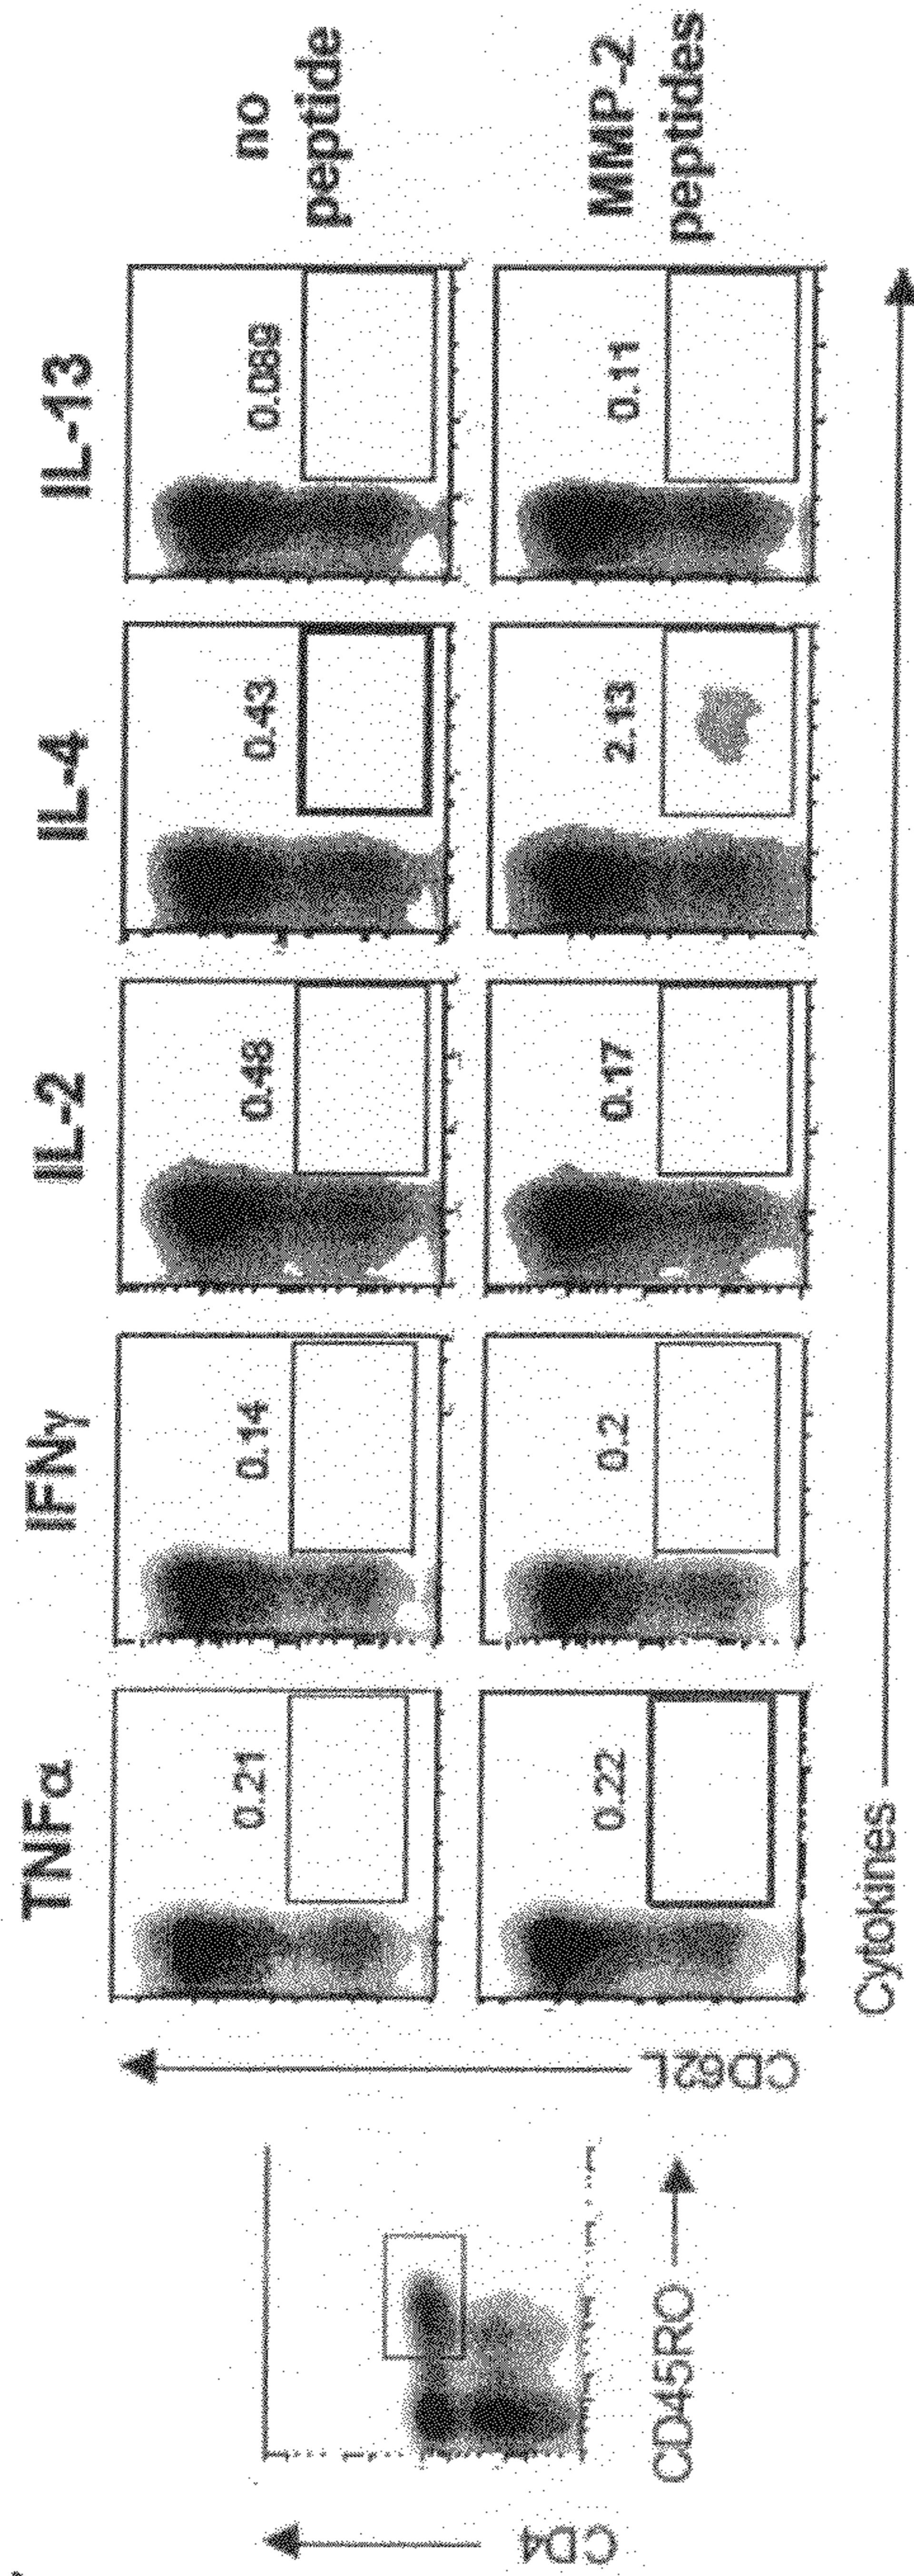 TNFα
IFNγ
IL-2
IL-4
IL-13
0.21
0.14
0.48
0.43
0.089
no
peptide
0.22
0.2
0.17
2.13
0.11
MMP-2
peptides
CD4
CD45RO
CD62L
Cytokines